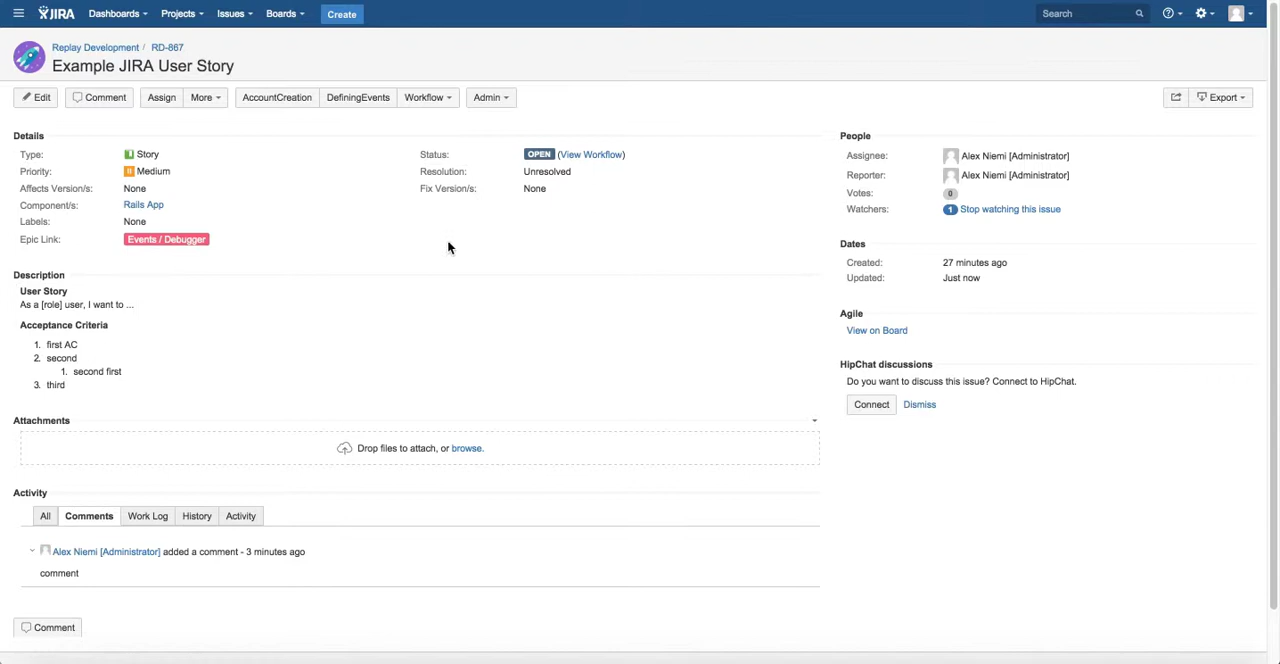 JIRA Dashboards Projects Issues Boards Create Search
Replay Development / RD-867
Example JIRA User Story
Edit Comment Assign More AccountCreation DefiningEvents Workflow Admin Export
Details
Type: Story
Priority: Medium
Affects Version/s: None
Component/s: Rails App
Labels: None
Epic Link: Events / Debugger
Status: OPEN (View Workflow)
Resolution: Unresolved
Fix Version/s: None
Description
User Story
As a [role] user, I want to ...
Acceptance Criteria
1. first AC
2. second
1. second first
3. third
Attachments
Drop files to attach, or browse.
Activity
All Comments Work Log History Activity
Alex Niemi [Administrator] added a comment - 3 minutes ago
comment
Comment
People
Assignee: Alex Niemi [Administrator]
Reporter: Alex Niemi [Administrator]
Votes: 0
Watchers: 1 Stop watching this issue
Dates
Created: 27 minutes ago
Updated: Just now
Agile
View on Board
HipChat discussions
Do you want to discuss this issue? Connect to HipChat.
Connect Dismiss